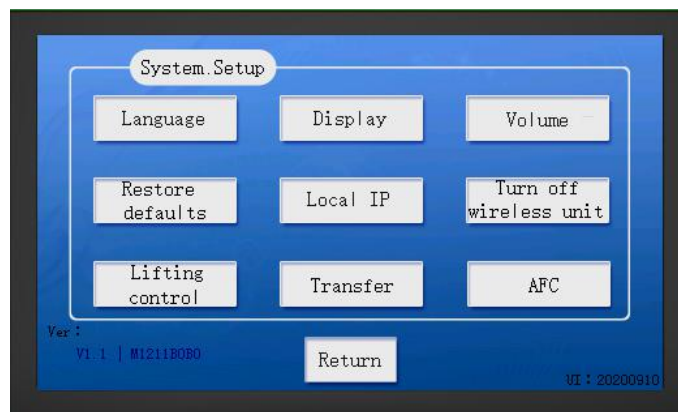 System.Setup
Language
Display
Volume
Restore
defaults
Local IP
Turn off
wireless unit
Lifting
control
Transfer
AFC
Ver:
V1.1 | M1211B0B0
Return
UI:20200910